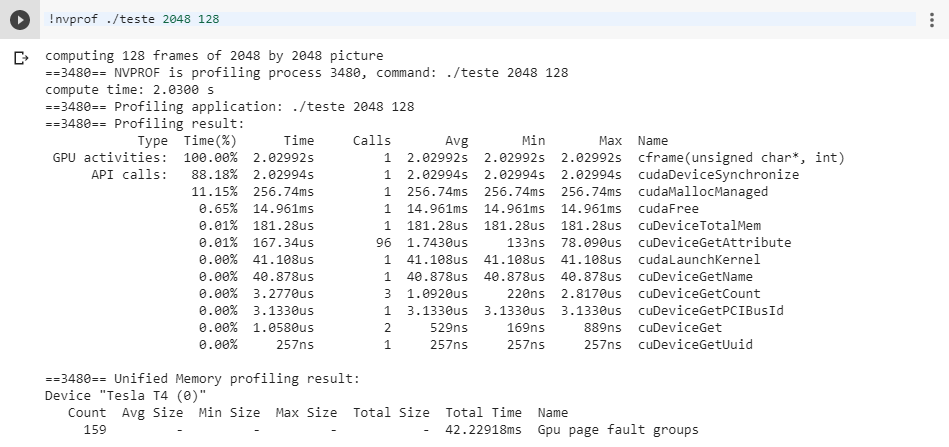 !nvprof ./teste 2048 128
computing 128 frames of 2048 by 2048 picture
==3480== NVPROF is profiling process 3480, command: ./teste 2048 128
compute time: 2.0300 s
==3480== Profiling application: ./teste 2048 128
==3480== Profiling result:
Type  Time(%)      Time     Calls       Avg       Min       Max  Name
GPU activities:  100.00%  2.02992s         1  2.02992s  2.02992s  2.02992s  cframe(unsigned char*, int)
API calls:   88.18%  2.02994s         1  2.02994s  2.02994s  2.02994s  cudaDeviceSynchronize
11.15%  256.74ms         1  256.74ms  256.74ms  256.74ms  cudaMallocManaged
0.65%  14.961ms         1  14.961ms  14.961ms  14.961ms  cudaFree
0.01%  181.28us         1  181.28us  181.28us  181.28us  cuDeviceTotalMem
0.01%  167.34us        96  1.7430us     133ns  78.090us  cuDeviceGetAttribute
0.00%  41.108us         1  41.108us  41.108us  41.108us  cudaLaunchKernel
0.00%  40.878us         1  40.878us  40.878us  40.878us  cuDeviceGetName
0.00%  3.2770us         3  1.0920us     220ns  2.8170us  cuDeviceGetCount
0.00%  3.1330us         1  3.1330us  3.1330us  3.1330us  cuDeviceGetPCIBusId
0.00%  1.0580us         2     529ns     169ns     889ns  cuDeviceGet
0.00%     257ns         1     257ns     257ns     257ns  cuDeviceGetUuid
==3480== Unified Memory profiling result:
Device "Tesla T4 (0)"
Count  Avg Size  Min Size  Max Size  Total Size  Total Time  Name
159         -         -         -           -  42.22918ms  Gpu page fault groups